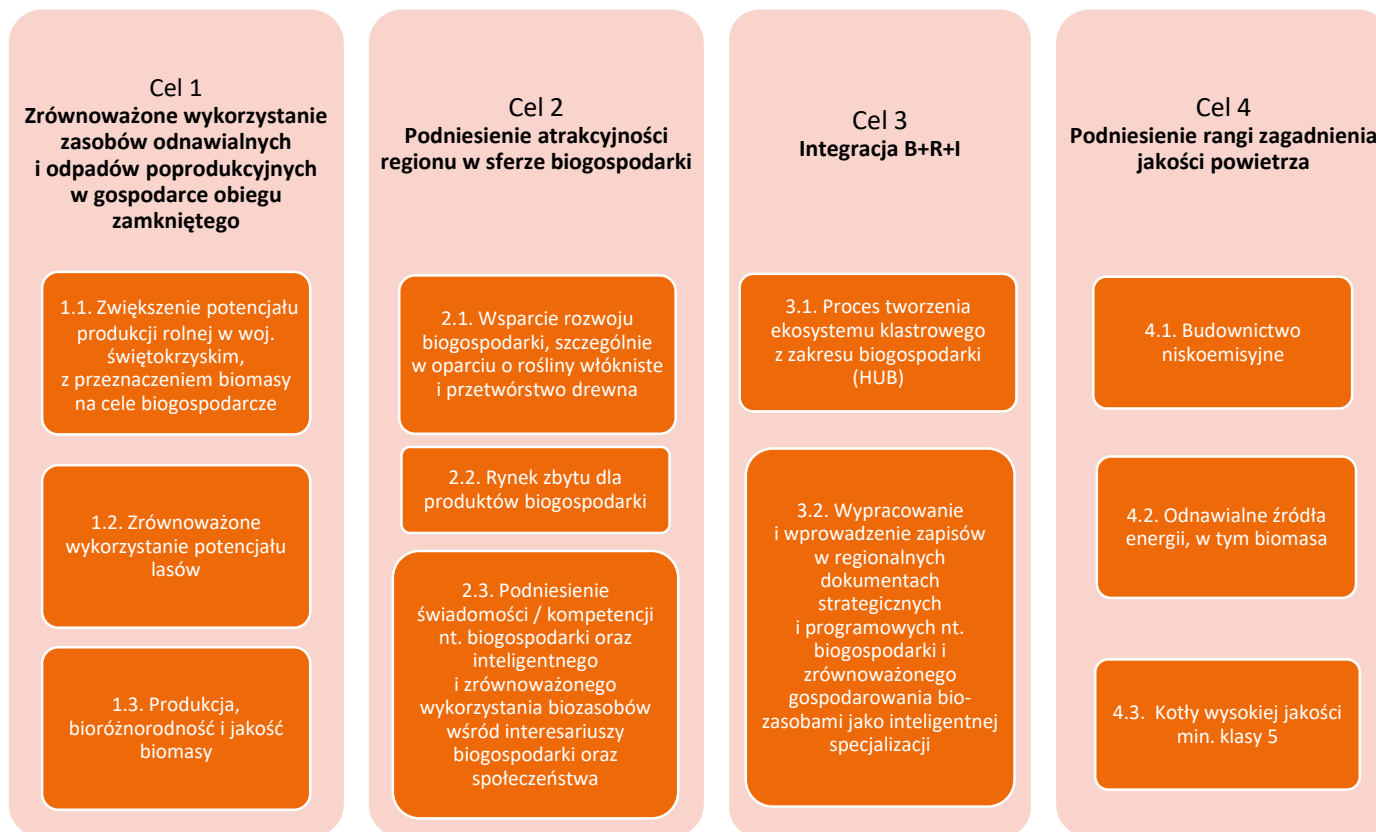 Cel 1
Zrównoważone wykorzystanie
zasobów odnawialnych
i odpadów poprodukcyjnych
w gospodarce obiegu
zamkniętego
1.1. Zwiększenie potencjału
produkcji rolnej w woj.
świętokrzyskim,
z przeznaczeniem biomasy
na cele biogospodarcze
1.2. Zrównoważone
wykorzystanie potencjału
lasów
1.3. Produkcja,
bioróżnorodność i jakość
biomasy
Cel 2
Podniesienie atrakcyjności
regionu w sferze biogospodarki
2.1. Wsparcie rozwoju
biogospodarki, szczególnie
w oparciu o rośliny włókniste
i przetwórstwo drewna
2.2. Rynek zbytu dla
produktów biogospodarki
2.3. Podniesienie
świadomości / kompetencji
nt. biogospodarki oraz
inteligentnego
i zrównoważonego
wykorzystania biozasobów
wśród interesariuszy
biogospodarki oraz
społeczeństwa
Cel 3
Integracja B+R+I
3.1. Proces tworzenia
ekosystemu klastrowego
z zakresu biogospodarki
(HUB)
3.2. Wypracowanie
i wprowadzenie zapisów
w regionalnych
dokumentach
strategicznych
i programowych nt.
biogospodarki i
zrównoważonego
gospodarowania bio-
zasobami jako inteligentnej
specjalizacji
Cel 4
Podniesienie rangi zagadnienia
jakości powietrza
4.1. Budownictwo
niskoemisyjne
4.2. Odnawialne źródła
energii, w tym biomasa
4.3. Kotły wysokiej jakości
min. klasy 5